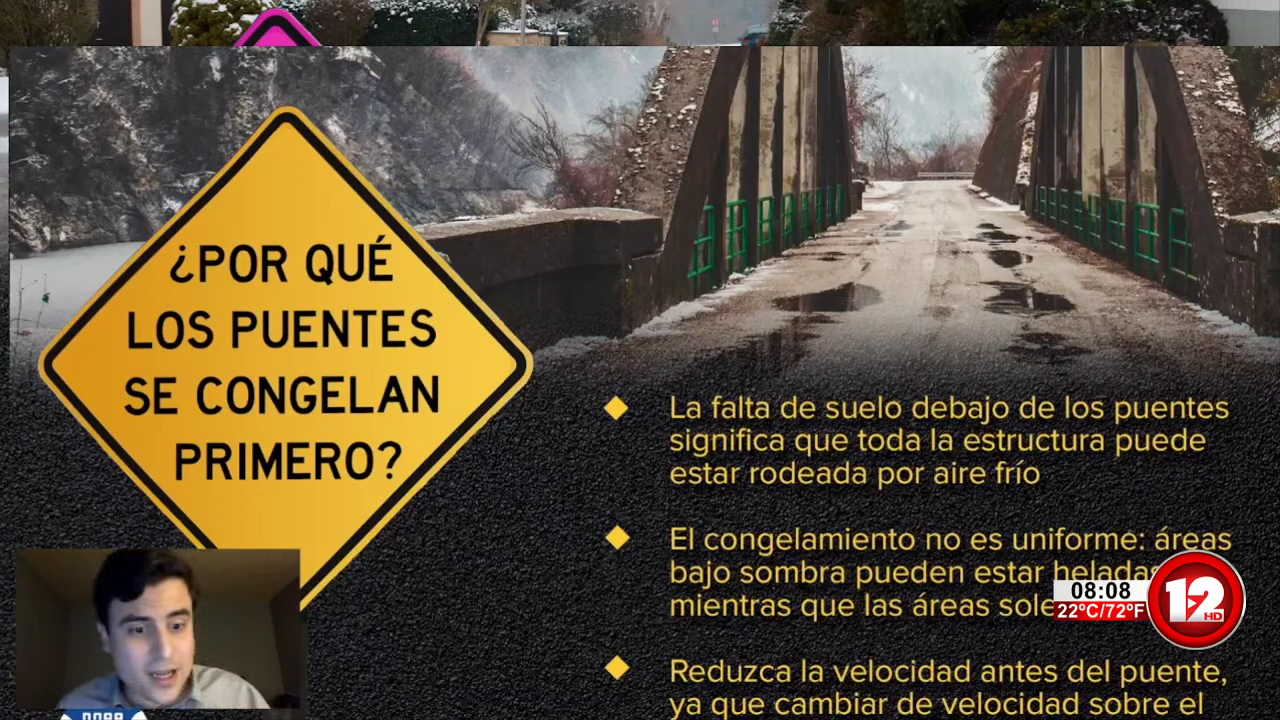 ¿POR QUÉ
LOS PUENTES
SE CONGELAN
PRIMERO?
La falta de suelo debajo de los puentes
significa que toda la estructura puede
estar rodeada por aire frío
El congelamiento no es uniforme: áreas
bajo sombra pueden estar heladas
mientras que las áreas sole
Reduzca la velocidad antes del puente,
ya que cambiar de velocidad sobre el
08:08
22°C/72°F
12
HD